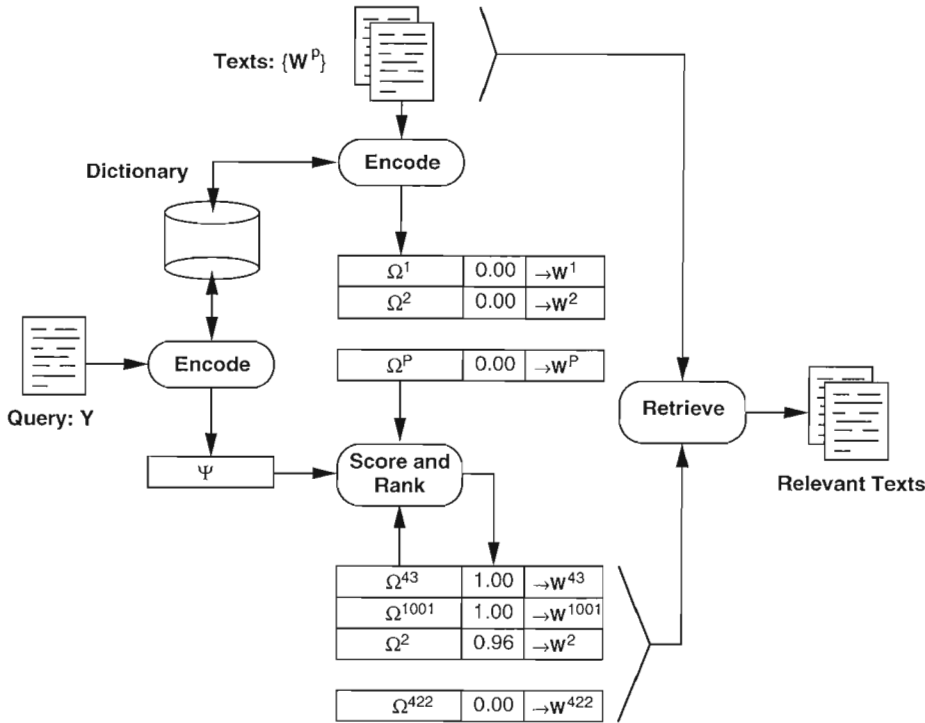 Texts: {W^p}
Encode
Dictionary
Ω^1 0.00 →W^1
Ω^2 0.00 →W^2
Encode
Ω^P 0.00 →W^P
Query: Y
Retrieve
Ψ
Score and
Rank
Relevant Texts
Ω^43 1.00 →W^43
Ω^1001 1.00 →W^1001
Ω^2 0.96 →W^2
Ω^422 0.00 →W^422